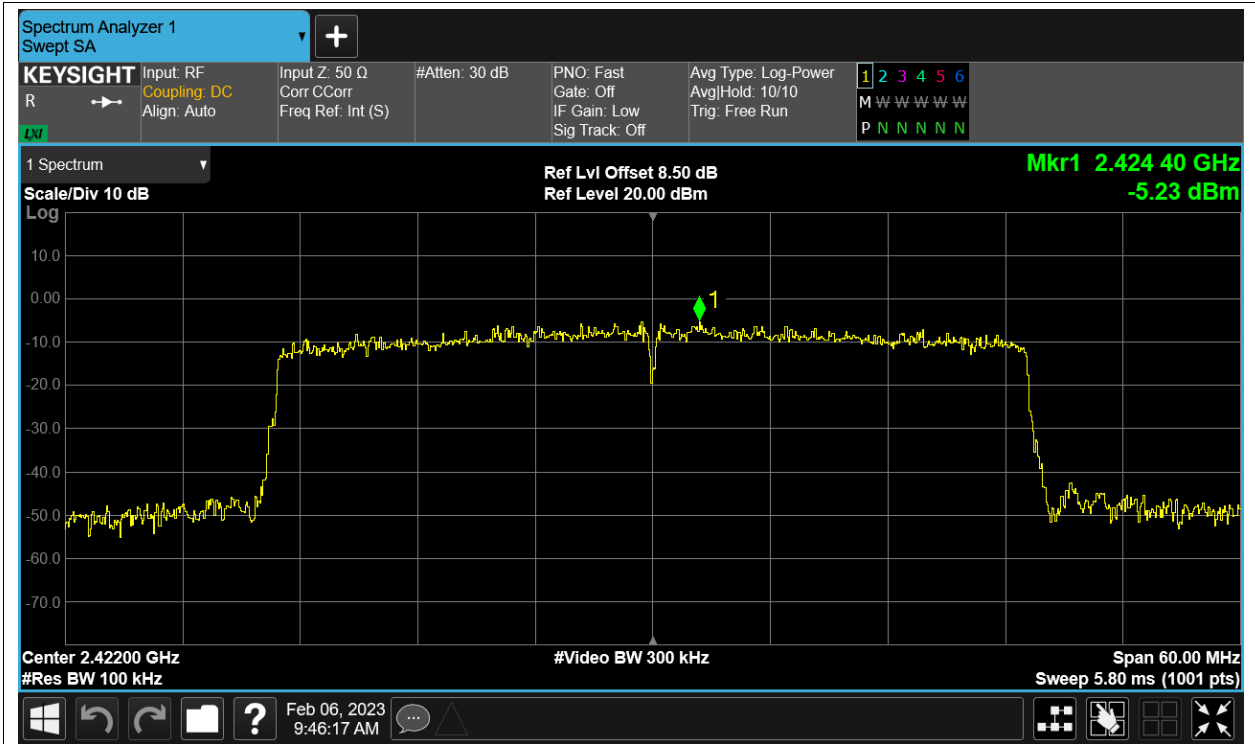 Spectrum Analyzer 1
Swept SA
KEYSIGHT
R
LXI
Input: RF
Coupling: DC
Align: Auto
Input Z: 50 Ω
Corr CCorr
Freq Ref: Int (S)
#Atten: 30 dB
PNO: Fast
Gate: Off
IF Gain: Low
Sig Track: Off
Avg Type: Log-Power
Avg|Hold: 10/10
Trig: Free Run
1 2 3 4 5 6
M W W W W W
P N N N N N
1 Spectrum
Scale/Div 10 dB
Ref Lvl Offset 8.50 dB
Ref Level 20.00 dBm
Mkr1 2.424 40 GHz
-5.23 dBm
Log
10.0
0.00
-10.0
-20.0
-30.0
-40.0
-50.0
-60.0
-70.0
1
Center 2.42200 GHz
#Res BW 100 kHz
#Video BW 300 kHz
Span 60.00 MHz
Sweep 5.80 ms (1001 pts)
?
Feb 06, 2023
9:46:17 AM